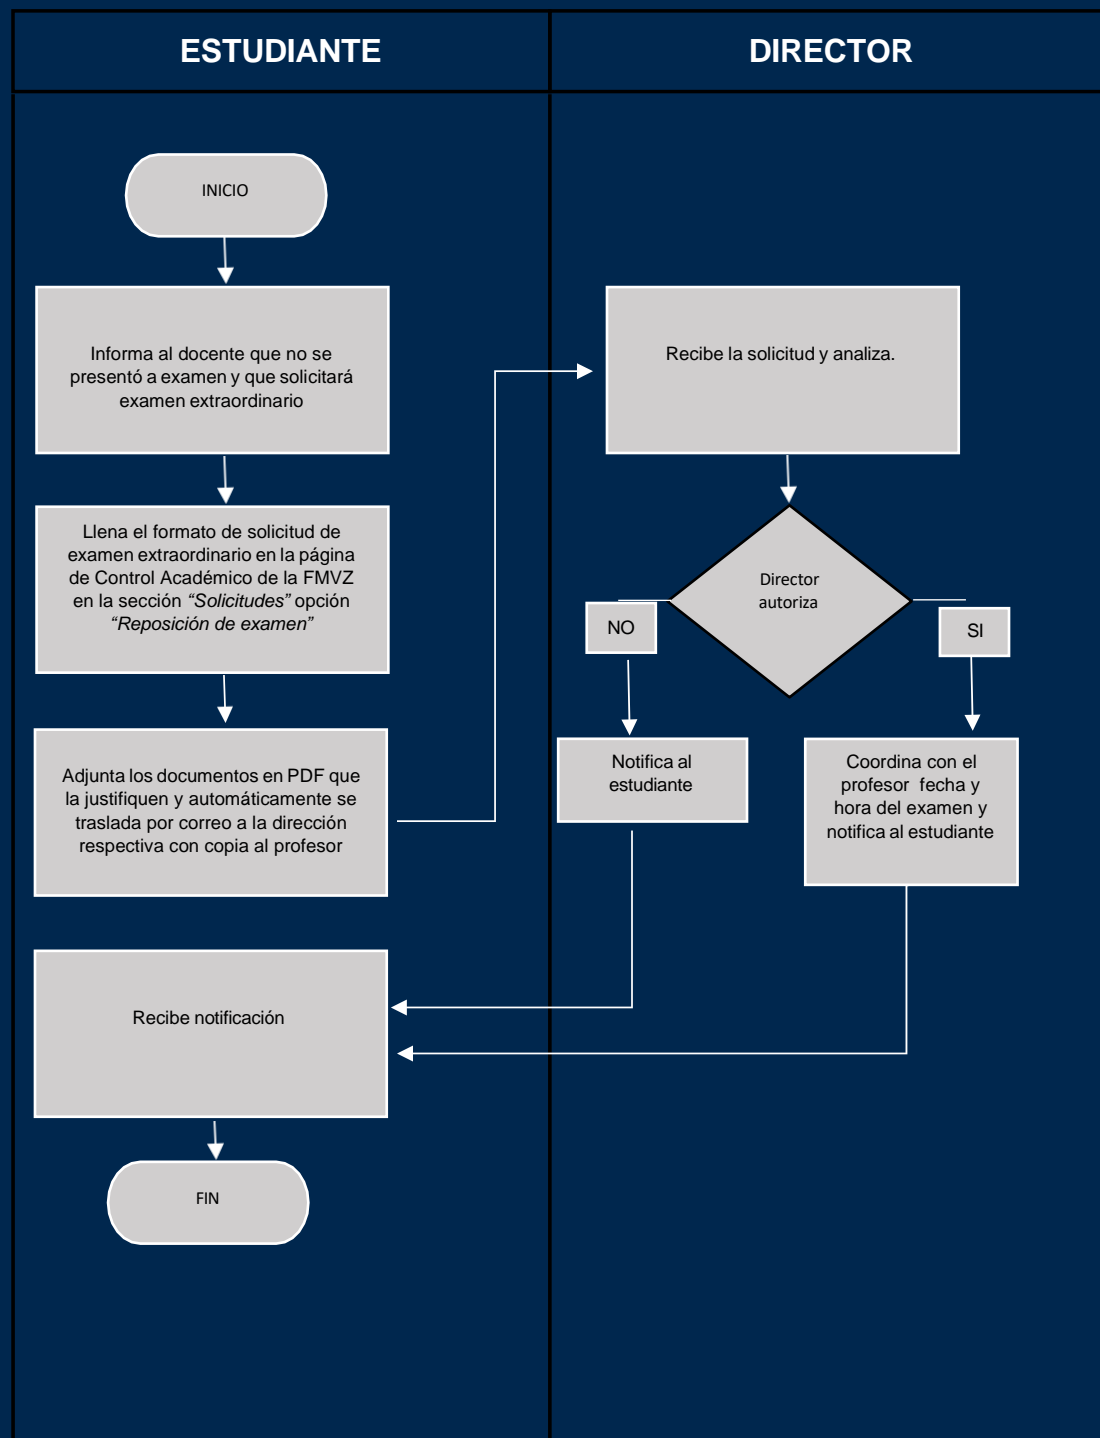 ESTUDIANTE
DIRECTOR
INICIO
Informa al docente que no se
presentó a examen y que solicitará
examen extraordinario
Llena el formato de solicitud de
examen extraordinario en la página
de Control Académico de la FMVZ
en la sección “Solicitudes” opción
“Reposición de examen”
Adjunta los documentos en PDF que
la justifiquen y automáticamente se
traslada por correo a la dirección
respectiva con copia al profesor
Recibe la solicitud y analiza.
Director
autoriza
NO
SI
Notifica al
estudiante
Coordina con el
profesor fecha y
hora del examen y
notifica al estudiante
Recibe notificación
FIN